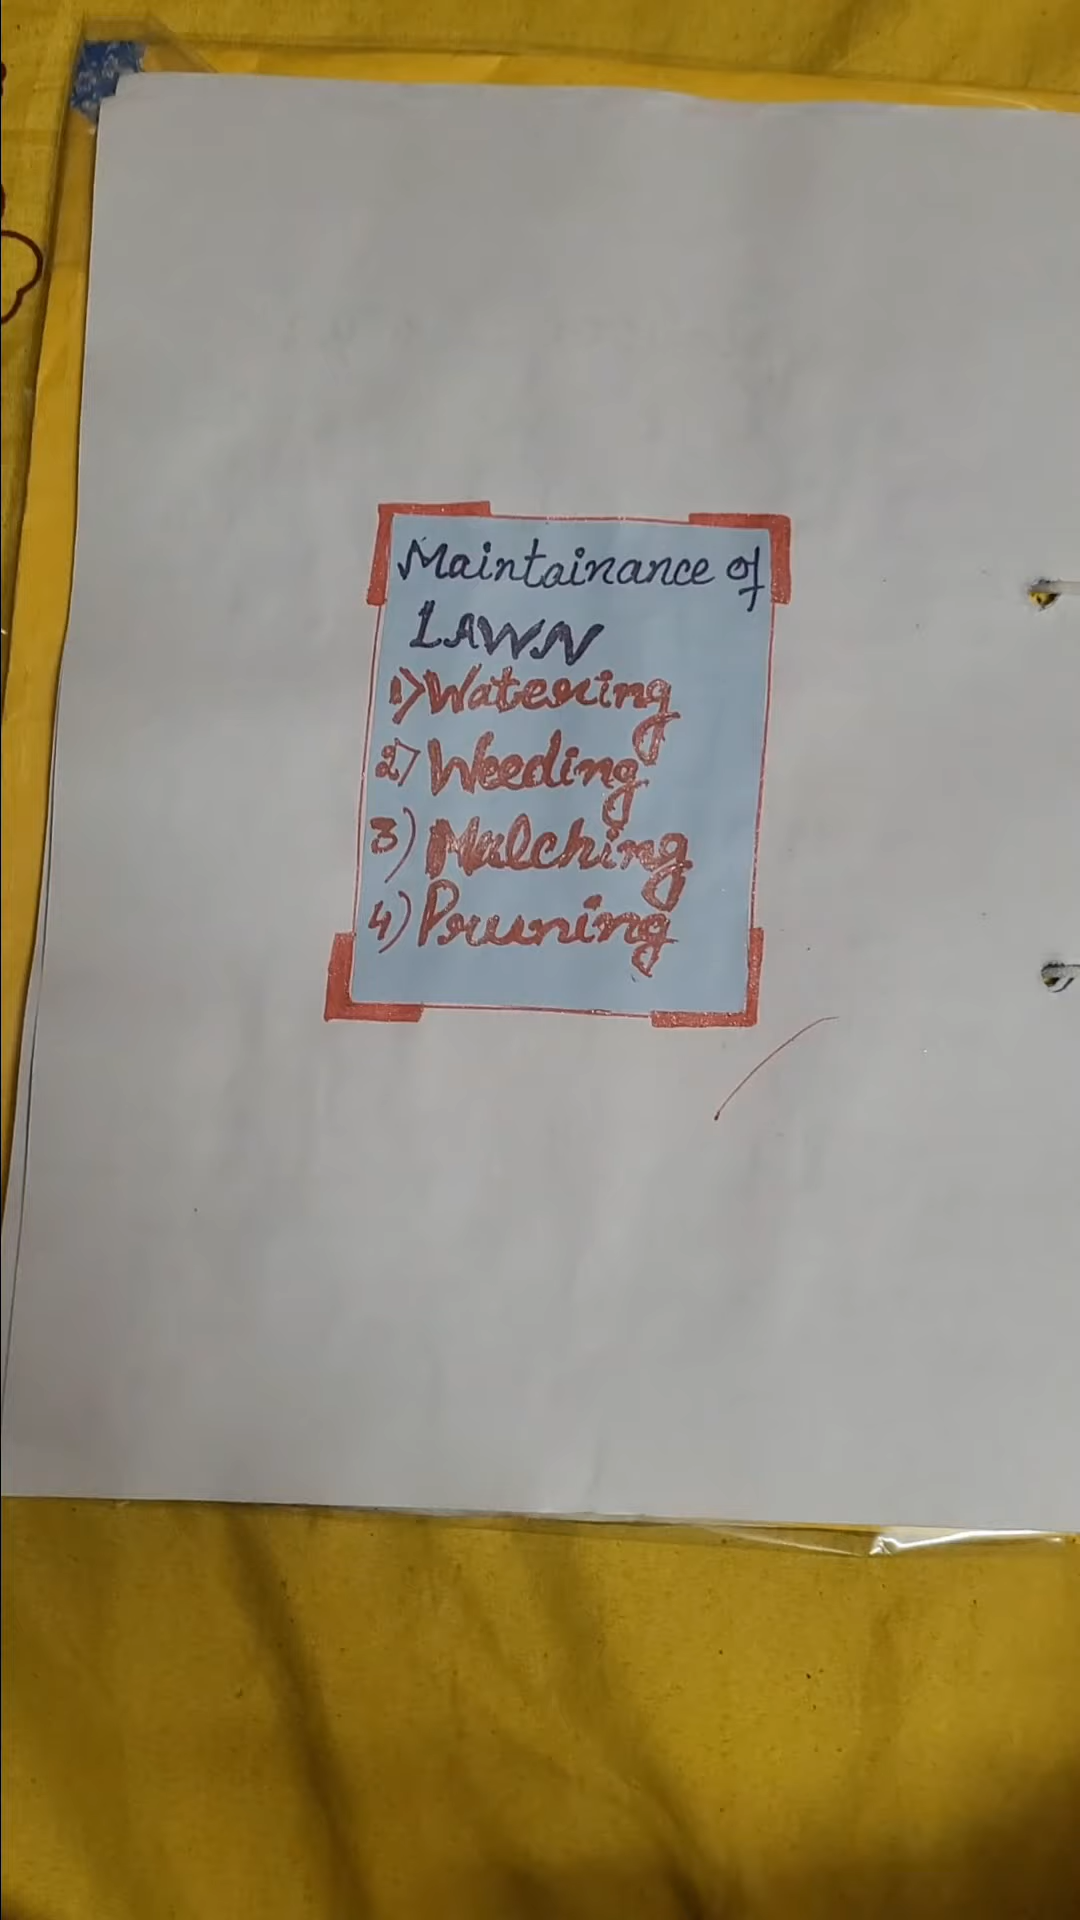 Maintainance of
LAWN
1) Watering
2) Weeding
3) Mulching
4) Pruning